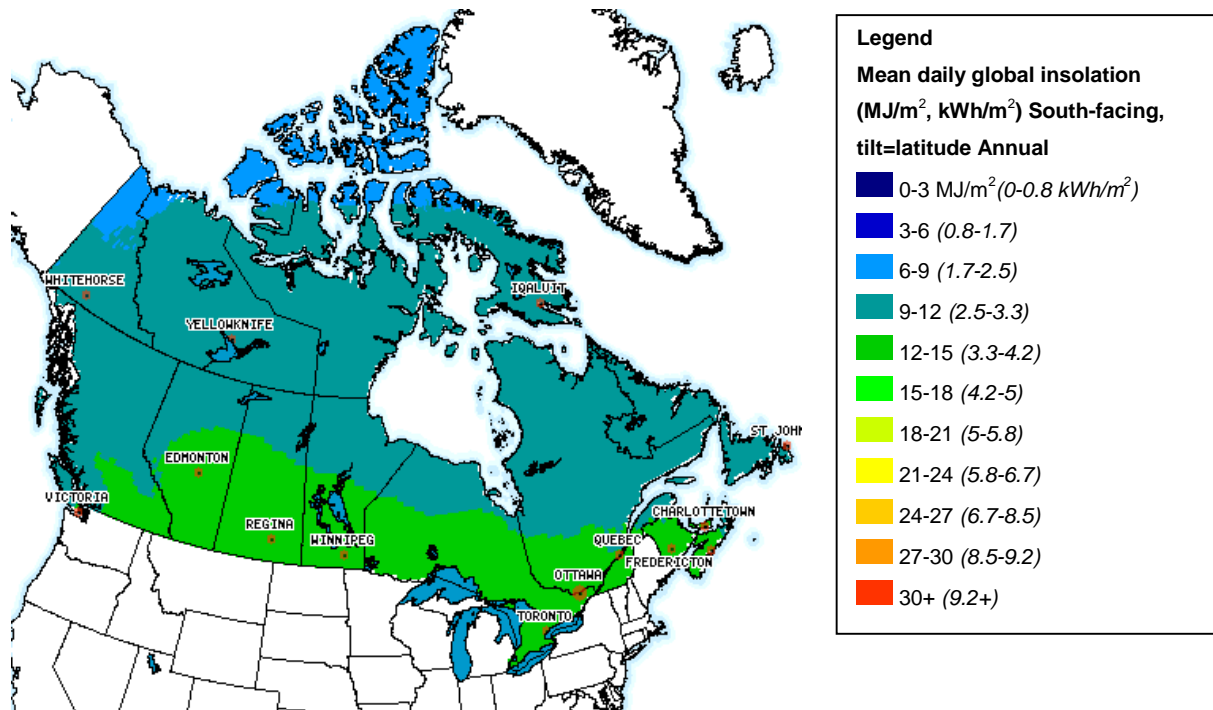 WHITEHORSE
YELLOWKNIFE
IQALUIT
EDMONTON
VICTORIA
REGINA
WINNIPEG
ST JOHN
CHARLOTTETOWN
QUEBEC
FREDERICTON
OTTAWA
TORONTO
Legend
Mean daily global insolation
(MJ/m², kWh/m²) South-facing,
tilt=latitude Annual
0-3 MJ/m²(0-0.8 kWh/m²)
3-6 (0.8-1.7)
6-9 (1.7-2.5)
9-12 (2.5-3.3)
12-15 (3.3-4.2)
15-18 (4.2-5)
18-21 (5-5.8)
21-24 (5.8-6.7)
24-27 (6.7-8.5)
27-30 (8.5-9.2)
30+ (9.2+)